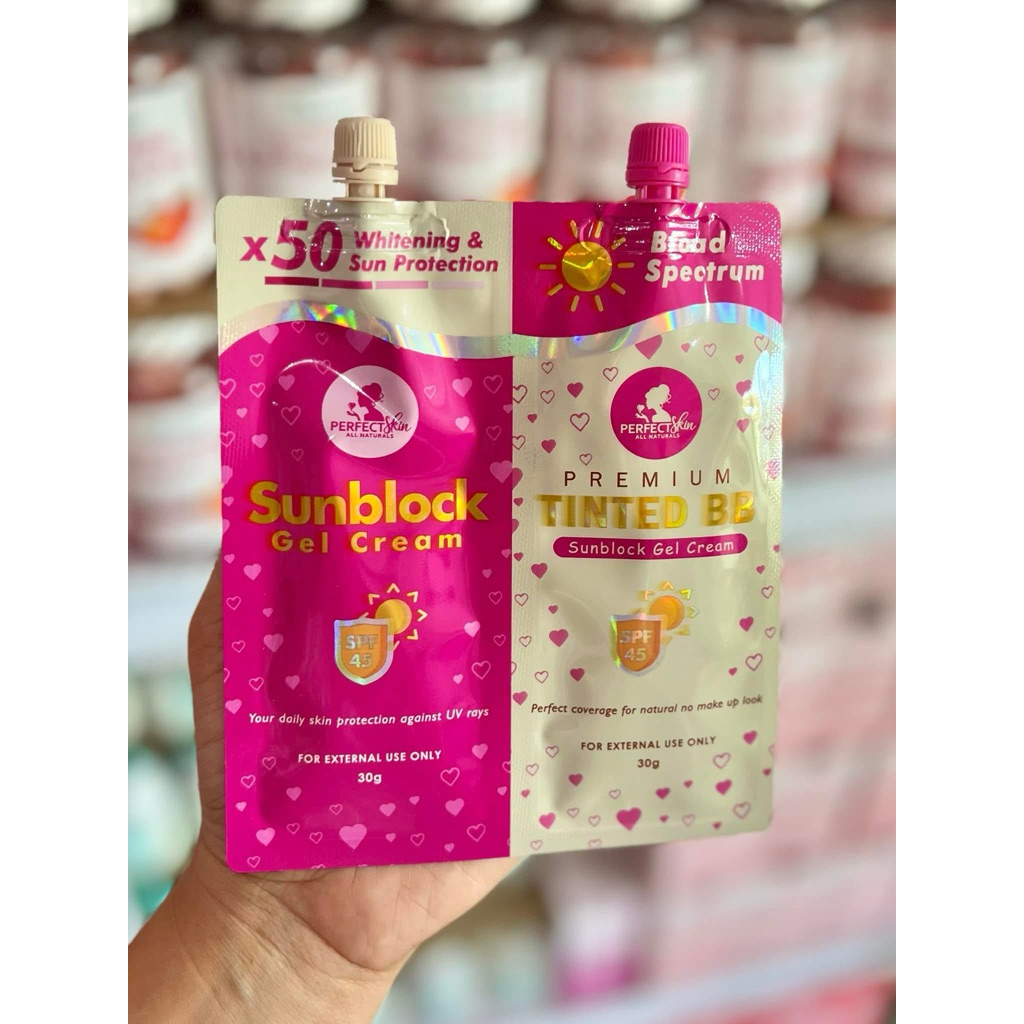 x50 Whitening &
Sun Protection
PERFECT Skin
ALL NATURALS
Sunblock
Gel Cream
SPF
45
Your daily skin protection against UV rays
FOR EXTERNAL USE ONLY
30g
Broad
Spectrum
PERFECT Skin
ALL NATURALS
PREMIUM
TINTED BB
Sunblock Gel Cream
SPF
45
Perfect coverage for natural no make up look
FOR EXTERNAL USE ONLY
30g